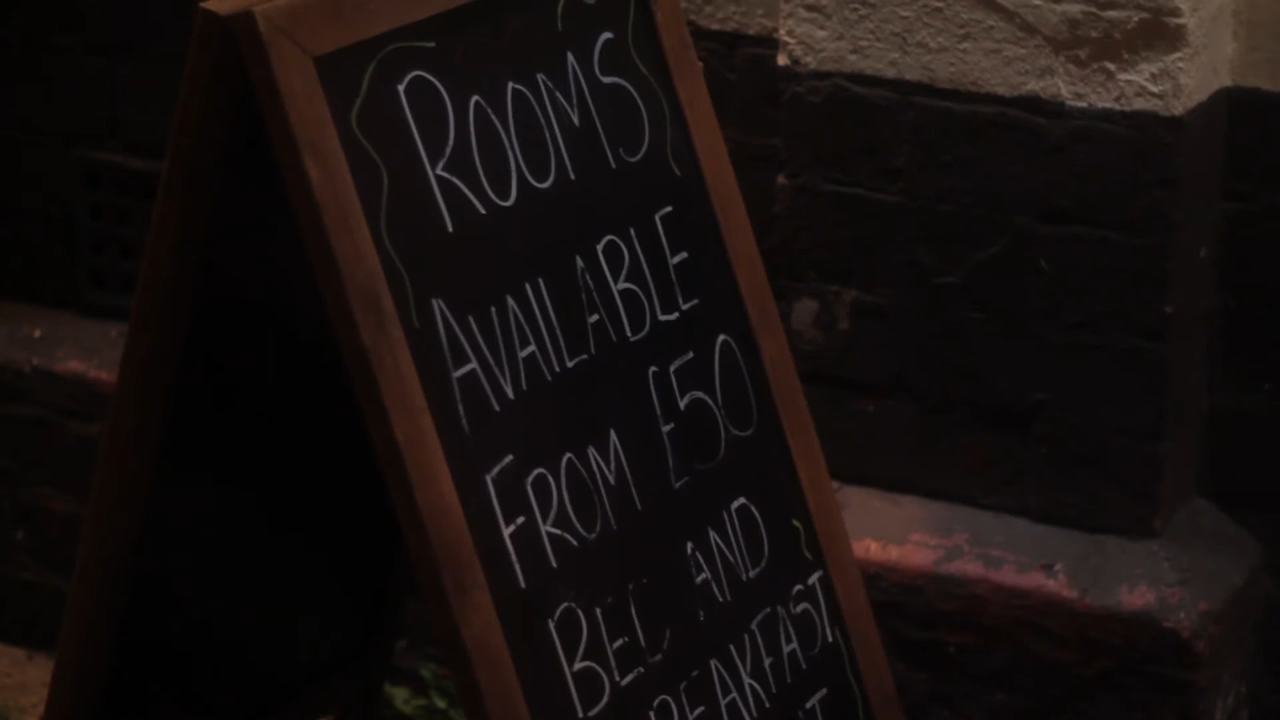 ROOMS
AVAILABLE
FROM £50
BED AND
BREAKFAST